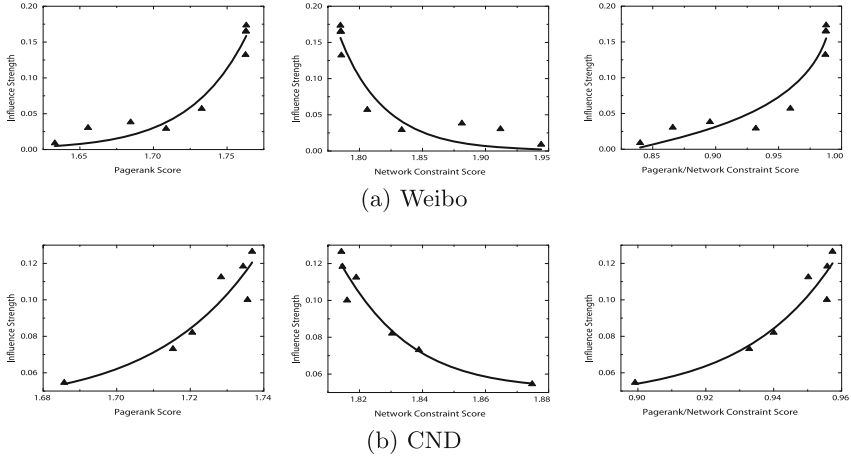 0.20
0.15
0.10
0.05
0.00
Influence Strength
1.65 1.70 1.75
Pagerank Score
0.20
0.15
0.10
0.05
0.00
Influence Strength
1.80 1.85 1.90 1.95
Network Constraint Score
0.20
0.15
0.10
0.05
0.00
Influence Strength
0.85 0.90 0.95 1.00
Pagerank/Network Constraint Score
(a) Weibo
0.12
0.10
0.08
0.06
Influence Strength
1.68 1.70 1.72 1.74
Pagerank Score
0.12
0.10
0.08
0.06
Influence Strength
1.82 1.84 1.86 1.88
Network Constraint Score
0.12
0.10
0.08
0.06
Influence Strength
0.90 0.92 0.94 0.96
Pagerank/Network Constraint Score
(b) CND